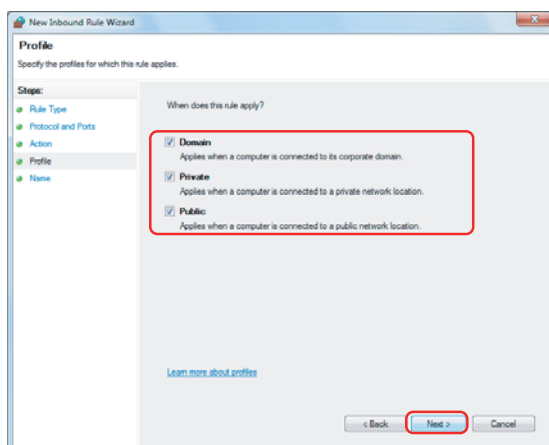 New Inbound Rule Wizard
Profile
Specify the profiles for which this rule applies.
Steps:
Rule Type
Protocol and Ports
Action
Profile
Name
When does this rule apply?
Domain
Applies when a computer is connected to its corporate domain.
Private
Applies when a computer is connected to a private network location.
Public
Applies when a computer is connected to a public network location.
Learn more about profiles
< Back Next > Cancel